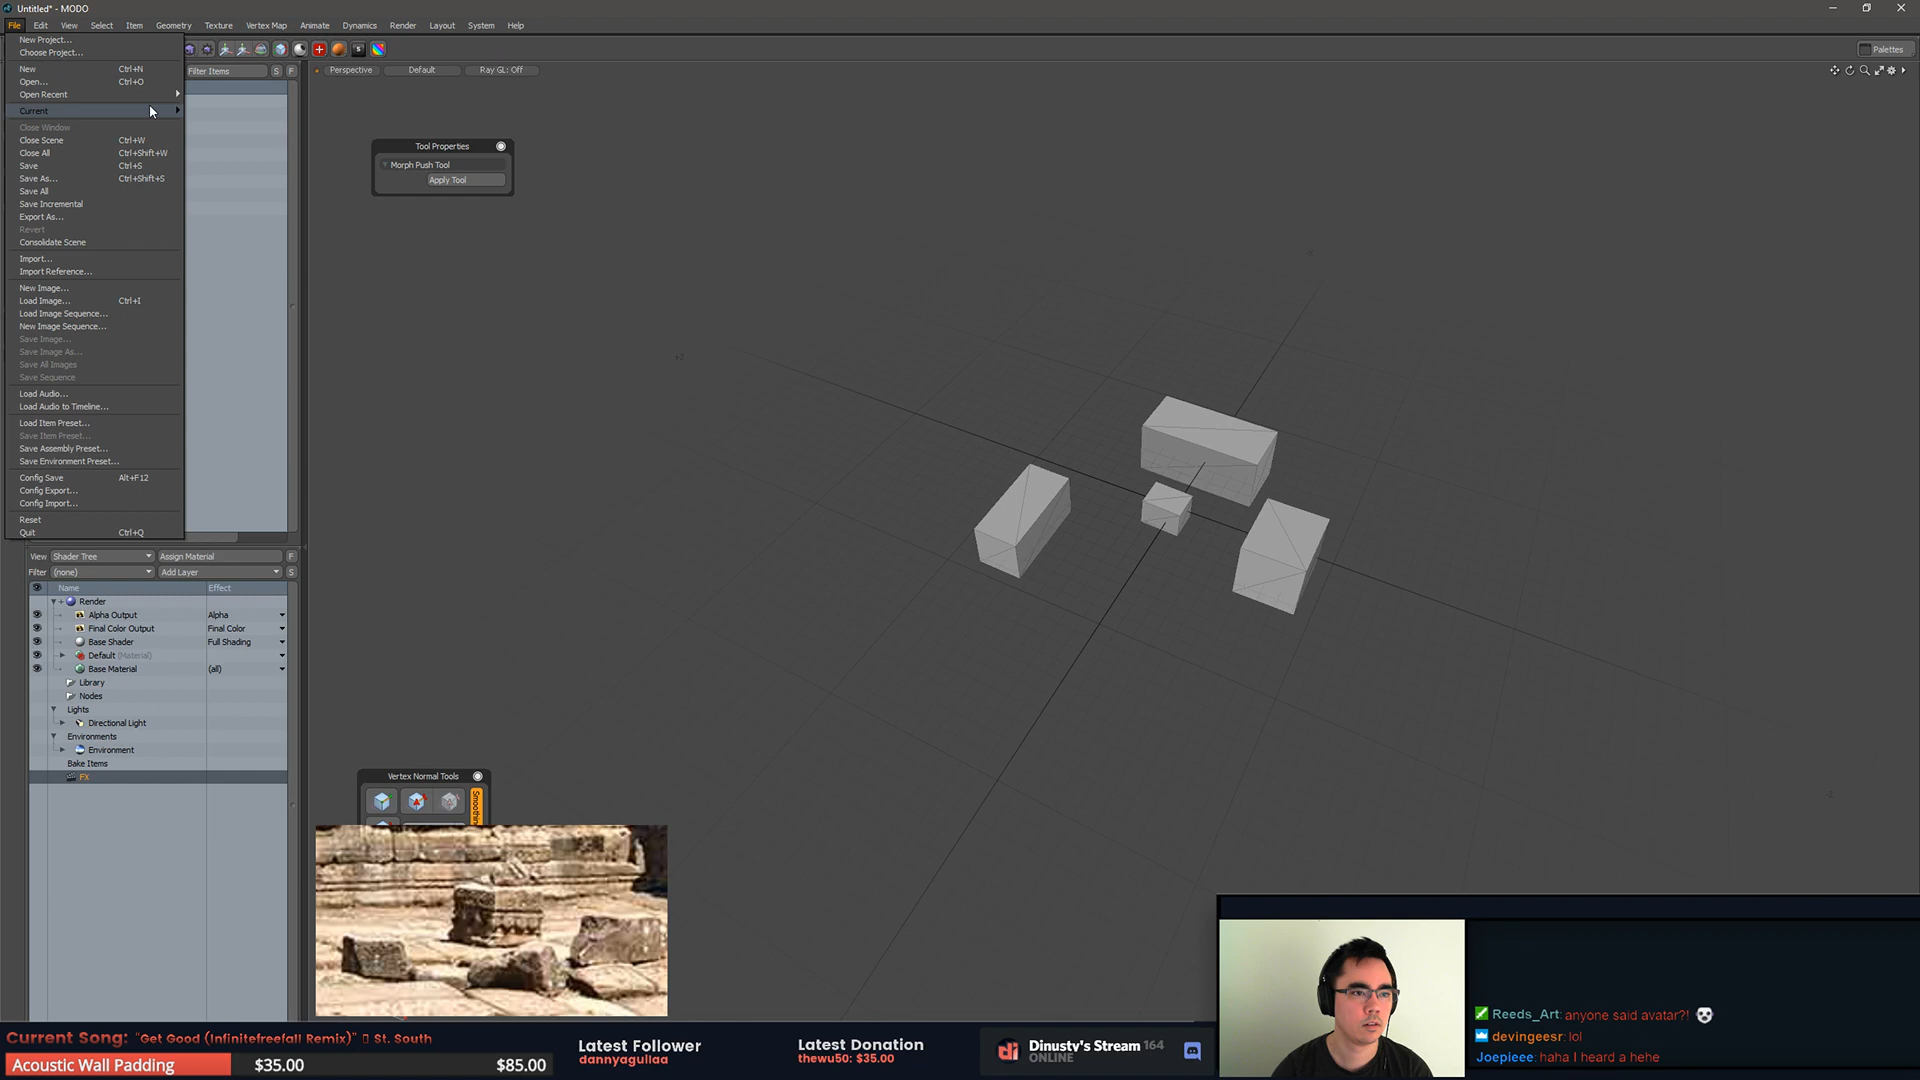 Untitled* - MODO
File Edit View Select Item Geometry Texture Vertex Map Animate Dynamics Render Layout System Help
New Project...
Choose Project...
New Ctrl+N
Open... Ctrl+O
Open Recent
Current
Close Window
Close Scene Ctrl+W
Close All Ctrl+Shift+W
Save Ctrl+S
Save As... Ctrl+Shift+S
Save All
Save Incremental
Export As...
Revert
Consolidate Scene
Import...
Import Reference...
New Image...
Load Image... Ctrl+I
Load Image Sequence...
New Image Sequence...
Save Image...
Save Image As...
Save All Images
Save Sequence
Load Audio...
Load Audio to Timeline...
Load Item Preset...
Save Item Preset...
Save Assembly Preset...
Save Environment Preset...
Config Save Alt+F12
Config Export...
Config Import...
Reset
Quit Ctrl+Q
Palettes
Filter Items S F
Perspective Default Ray GL: Off
Tool Properties
Morph Push Tool
Apply Tool
View Shader Tree Assign Material F
Filter (none) Add Layer S
Name Effect
Render
Alpha Output Alpha
Final Color Output Final Color
Base Shader Full Shading
Default (Material)
Base Material (all)
Library
Nodes
Lights
Directional Light
Environments
Environment
Bake Items
FX
Vertex Normal Tools
Current Song: "Get Good (Infinitefreefall Remix)" St. South
Acoustic Wall Padding $35.00 $85.00
Latest Follower
dannyaguilaa
Latest Donation
thewu50: $35.00
Dinusty's Stream 164
ONLINE
Reeds_Art: anyone said avatar?!
devingeesr: lol
Joepieee: haha I heard a hehe